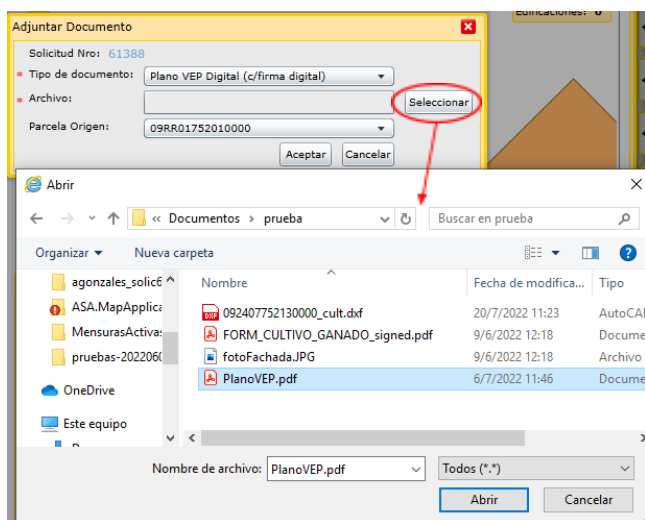 Edificaciones: 0
Adjuntar Documento
Solicitud Nro: 61388
* Tipo de documento: Plano VEP Digital (c/firma digital)
* Archivo: Seleccionar
Parcela Origen: 09RR01752010000
Aceptar Cancelar
Abrir
« Documentos > prueba Buscar en prueba
Organizar Nueva carpeta
Nombre Fecha de modifica... Tipo
agonzales_solic
ASA.MapApplica
MensurasActiva
pruebas-202206
OneDrive
Este equipo
092407752130000_cult.dxf 20/7/2022 11:23 AutoCA
FORM_CULTIVO_GANADO_signed.pdf 9/6/2022 12:18 Docume
fotoFachada.JPG 9/6/2022 12:18 Archivo
PlanoVEP.pdf 6/7/2022 11:46 Docume
Nombre de archivo: PlanoVEP.pdf Todos (*.*)
Abrir Cancelar